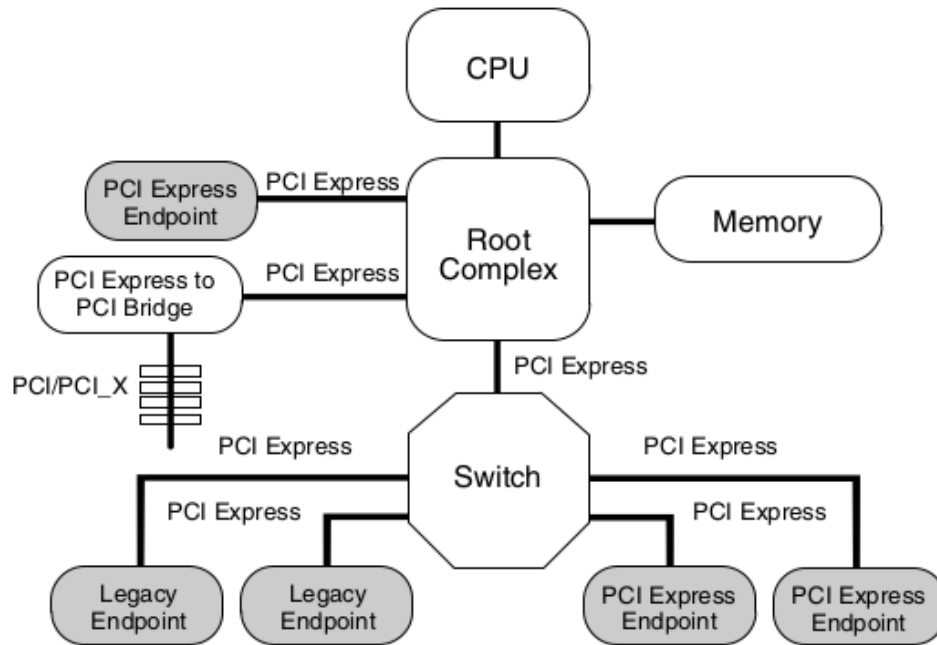 CPU
PCI Express
Endpoint
PCI Express
Root
Complex
Memory
PCI Express to
PCI Bridge
PCI Express
PCI/PCI_X
PCI Express
PCI Express
Switch
PCI Express
PCI Express
PCI Express
Legacy
Endpoint
Legacy
Endpoint
PCI Express
Endpoint
PCI Express
Endpoint